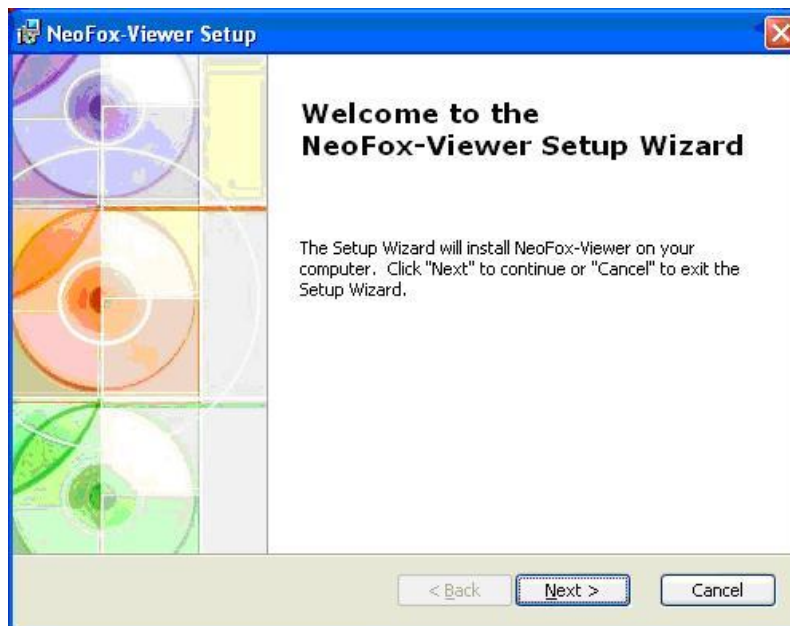 NeoFox-Viewer Setup
Welcome to the
NeoFox-Viewer Setup Wizard
The Setup Wizard will install NeoFox-Viewer on your
computer. Click "Next" to continue or "Cancel" to exit the
Setup Wizard.
< Back Next > Cancel